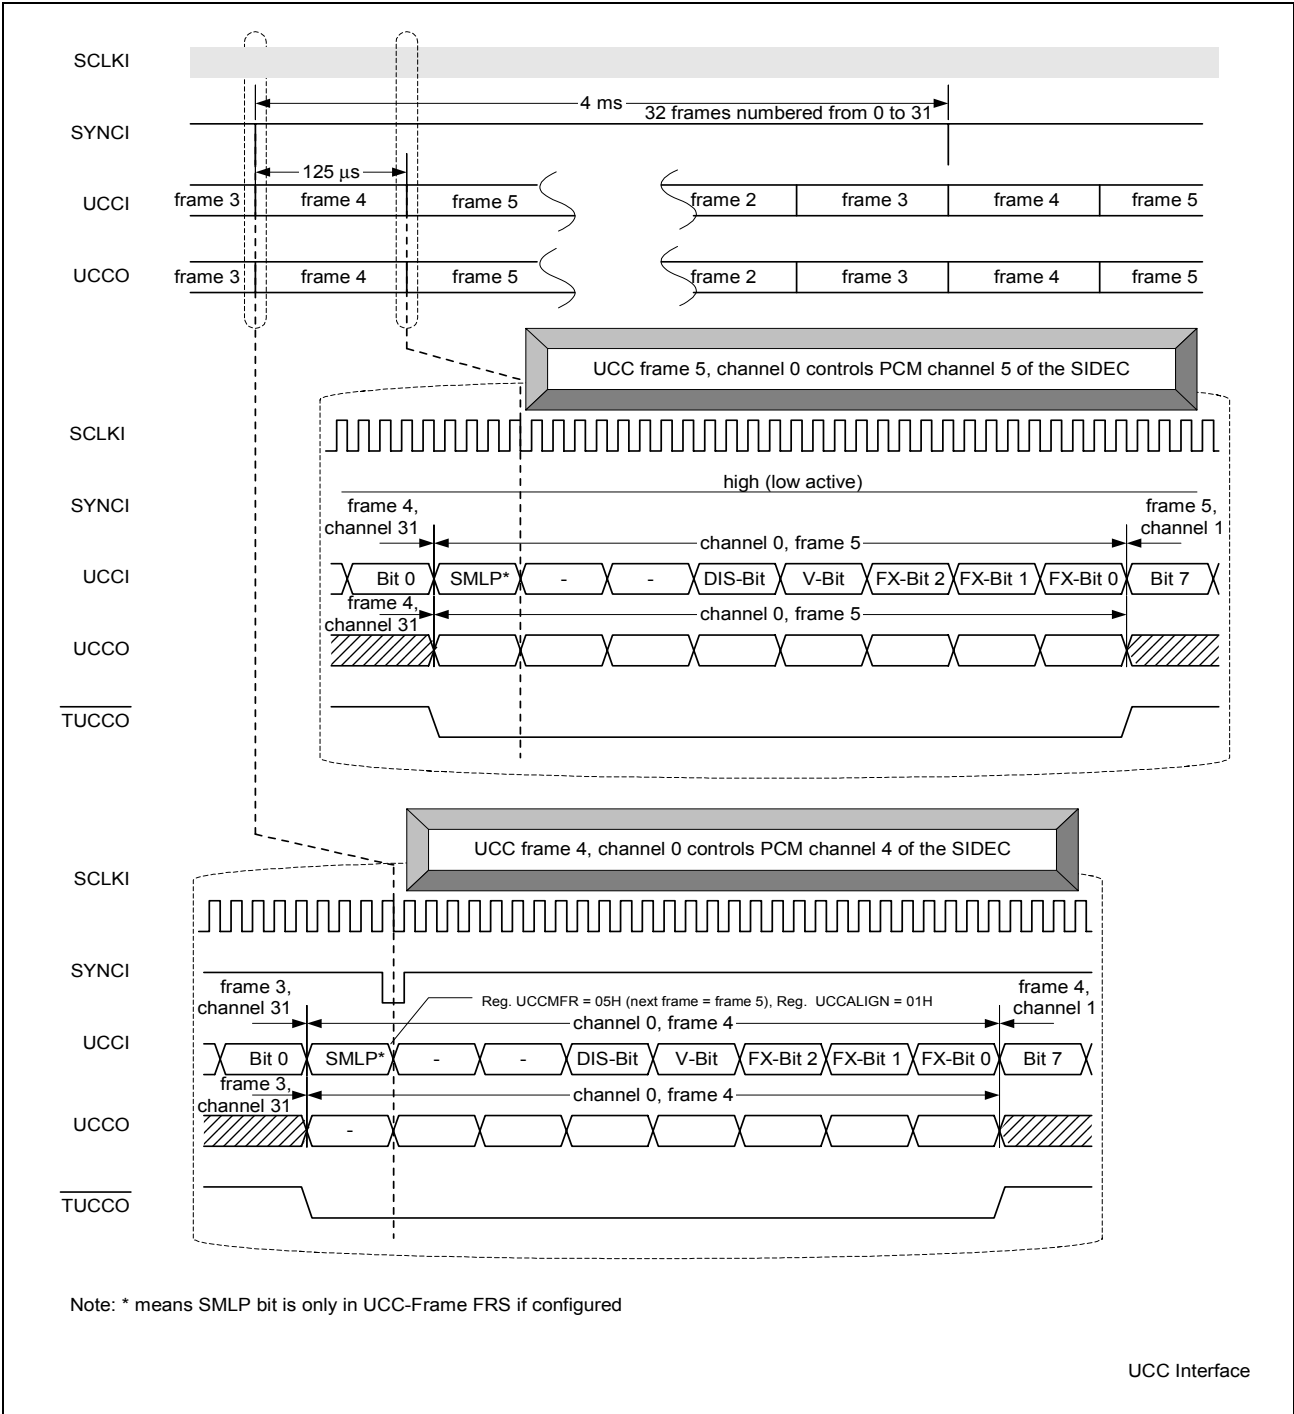 SCLKI
4 ms
32 frames numbered from 0 to 31
SYNCI
125 µs
UCCI
frame 3 frame 4 frame 5 frame 2 frame 3 frame 4 frame 5
UCCO
frame 3 frame 4 frame 5 frame 2 frame 3 frame 4 frame 5
UCC frame 5, channel 0 controls PCM channel 5 of the SIDEC
SCLKI
high (low active)
SYNCI
frame 4,
channel 31
frame 5,
channel 1
channel 0, frame 5
UCCI
Bit 0 SMLP* - - DIS-Bit V-Bit FX-Bit 2 FX-Bit 1 FX-Bit 0 Bit 7
frame 4,
channel 31
channel 0, frame 5
UCCO
TUCCO
UCC frame 4, channel 0 controls PCM channel 4 of the SIDEC
SCLKI
SYNCI
frame 3,
channel 31
Reg. UCCMFR = 05H (next frame = frame 5), Reg. UCCALIGN = 01H
frame 4,
channel 1
channel 0, frame 4
UCCI
Bit 0 SMLP* - - DIS-Bit V-Bit FX-Bit 2 FX-Bit 1 FX-Bit 0 Bit 7
frame 3,
channel 31
channel 0, frame 4
UCCO
-
TUCCO
Note: * means SMLP bit is only in UCC-Frame FRS if configured
UCC Interface